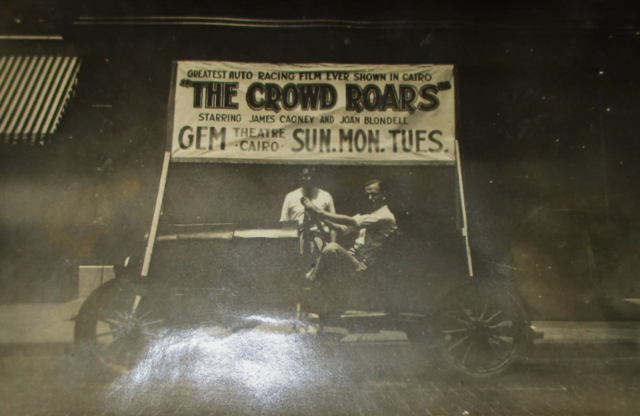 GREATEST AUTO-RACING FILM EVER SHOWN IN CAIRO
"THE CROWD ROARS"
STARRING JAMES CAGNEY AND JOAN BLONDELL
GEM THEATRE CAIRO SUN. MON. TUES.